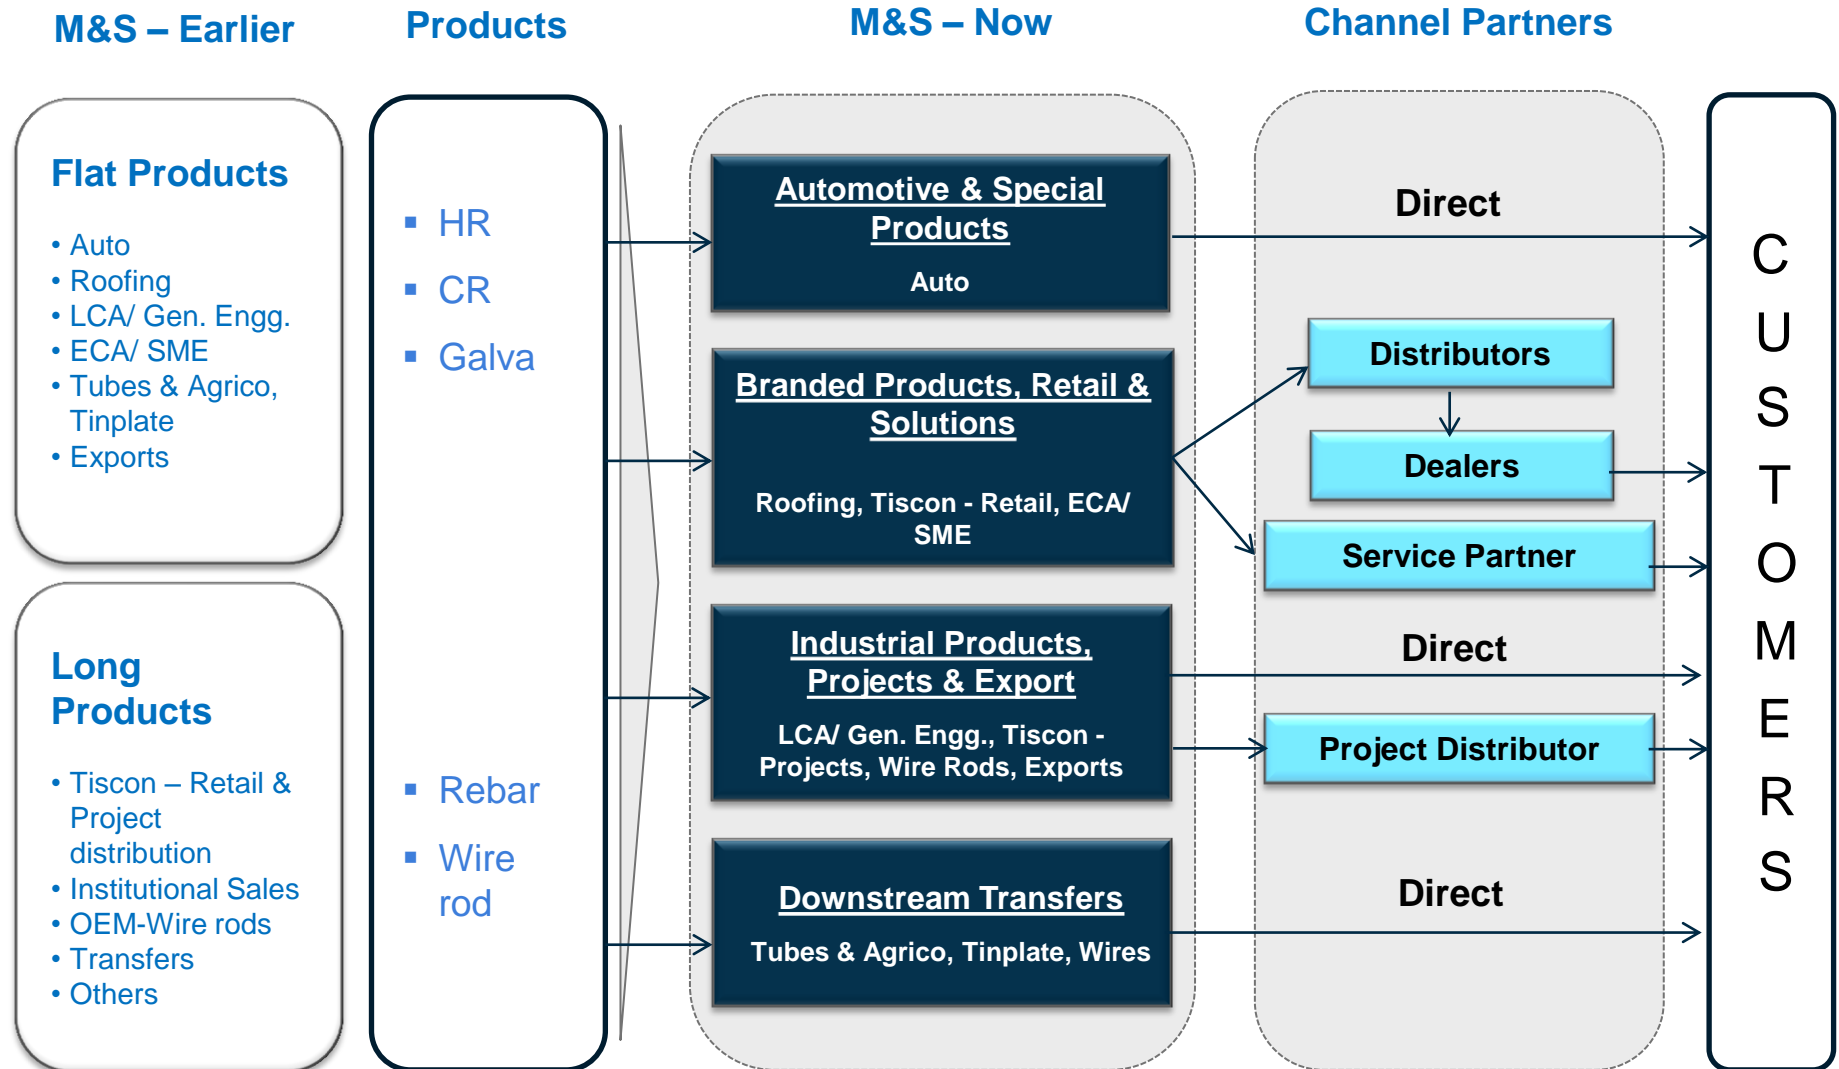 M&S – Earlier
Products
M&S – Now
Channel Partners
Flat Products
• Auto
• Roofing
• LCA/ Gen. Engg.
• ECA/ SME
• Tubes & Agrico,
Tinplate
• Exports
Long
Products
• Tiscon – Retail &
Project
distribution
• Institutional Sales
• OEM-Wire rods
• Transfers
• Others
▪ HR
▪ CR
▪ Galva
▪ Rebar
▪ Wire
rod
Automotive & Special
Products
Auto
Branded Products, Retail &
Solutions
Roofing, Tiscon - Retail, ECA/
SME
Industrial Products,
Projects & Export
LCA/ Gen. Engg., Tiscon -
Projects, Wire Rods, Exports
Downstream Transfers
Tubes & Agrico, Tinplate, Wires
Direct
Distributors
Dealers
Service Partner
Direct
Project Distributor
Direct
C
U
S
T
O
M
E
R
S